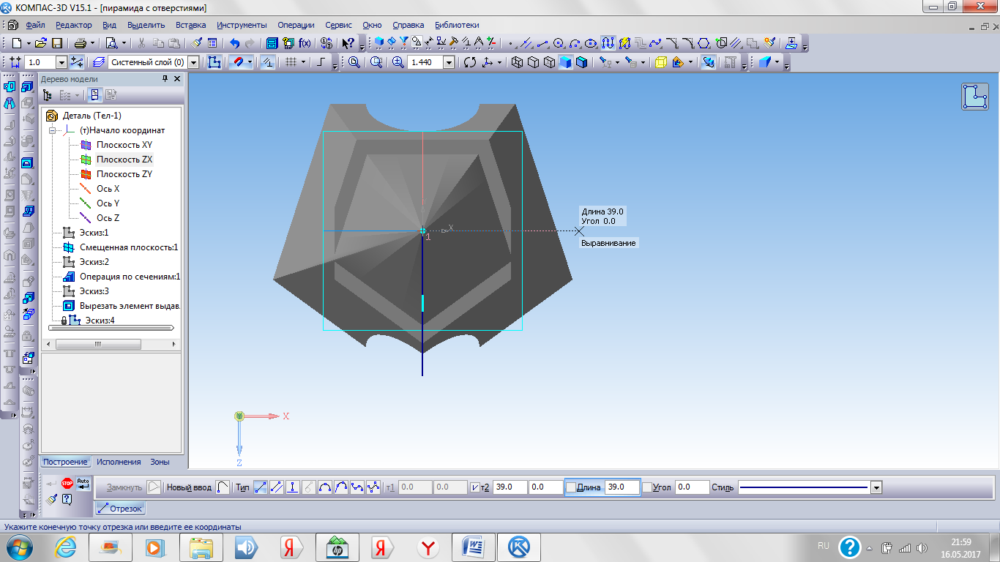 КОМПАС-3D V15.1 - [пирамида с отверстиями]
Файл Редактор Вид Выделить Вставка Инструменты Операции Сервис Окно Справка Библиотеки
f(x)
1.0 Системный слой (0) 1.440
Дерево модели
Деталь (Тел-1)
(т)Начало координат
Плоскость XY
Плоскость ZX
Плоскость ZY
Ось X
Ось Y
Ось Z
Эскиз:1
Смещенная плоскость:1
Эскиз:2
Операция по сечениям:1
Эскиз:3
Вырезать элемент выдав
Эскиз:4
Длина 39.0
Угол 0.0
Выравнивание
X
1
X
Z
Построение Исполнения Зоны
STOP Auto
Замкнуть Новый ввод Тип т1 0.0 0.0 т2 39.0 0.0 Длина 39.0 Угол 0.0 Стиль
Отрезок
Укажите конечную точку отрезка или введите ее координаты
hp Я Я Y W RU ? 21:59
16.05.2017